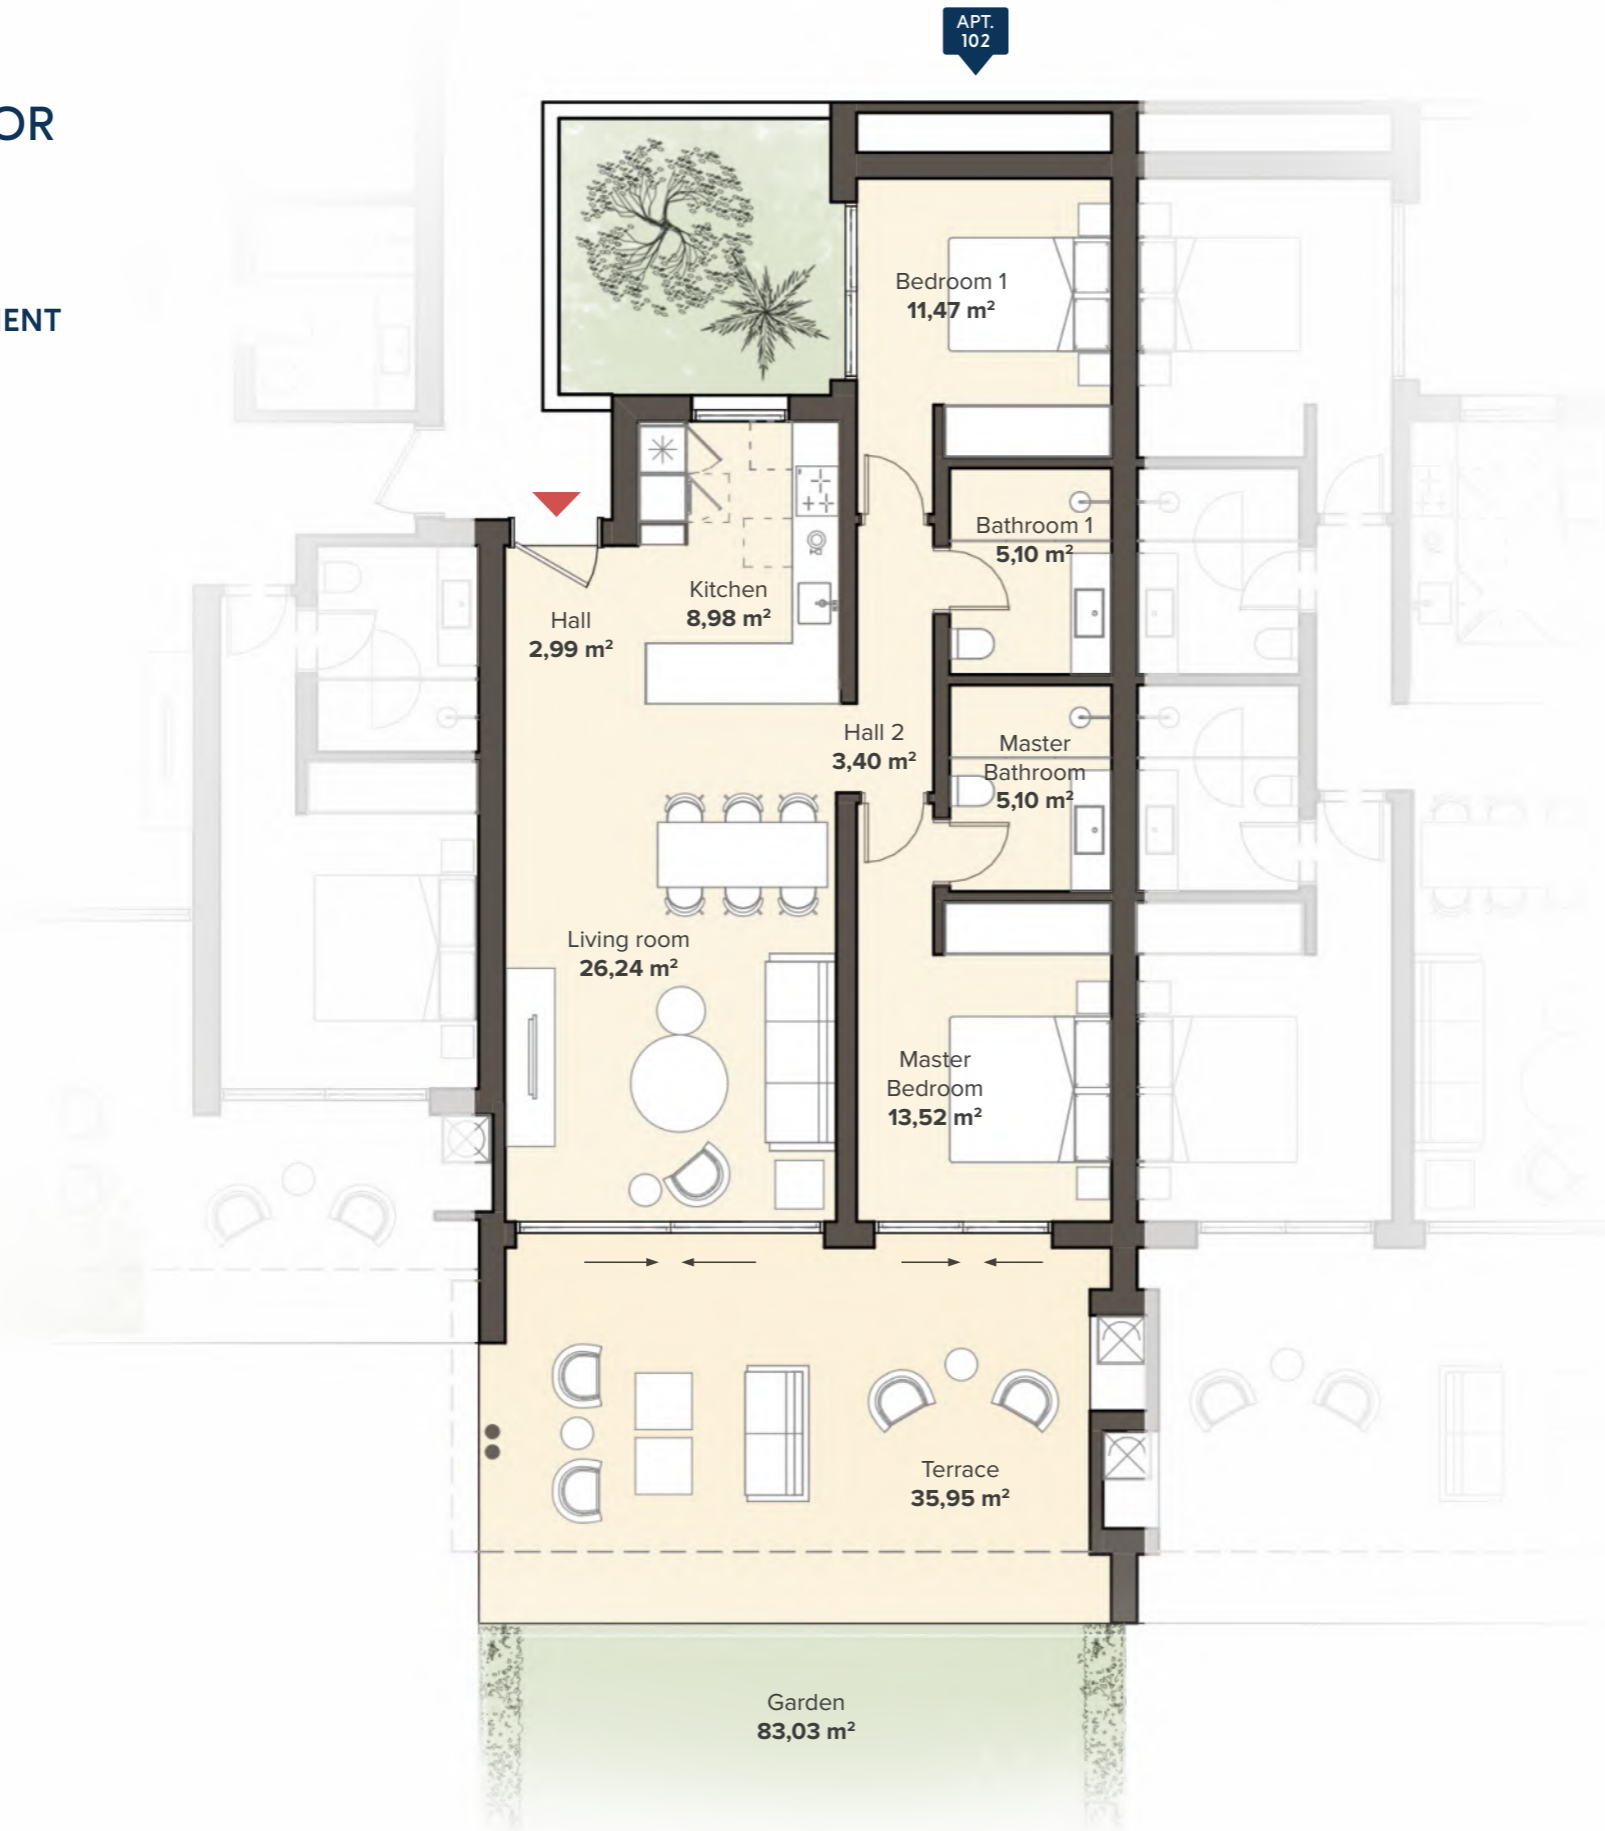 APT.
102
OR
ENT
Bedroom 1
11,47 m²
Bathroom 1
5,10 m²
Kitchen
8,98 m²
Hall
2,99 m²
Hall 2
3,40 m²
Master
Bathroom
5,10 m²
Living room
26,24 m²
Master
Bedroom
13,52 m²
Terrace
35,95 m²
Garden
83,03 m²